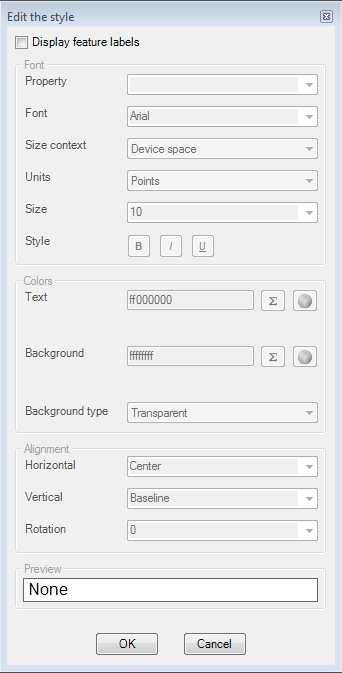 Edit the style
Display feature labels
Font
Property
Font Arial
Size context Device space
Units Points
Size 10
Style B I U
Colors
Text ff000000 Σ
Background ffffffff Σ
Background type Transparent
Alignment
Horizontal Center
Vertical Baseline
Rotation 0
Preview
None
OK Cancel